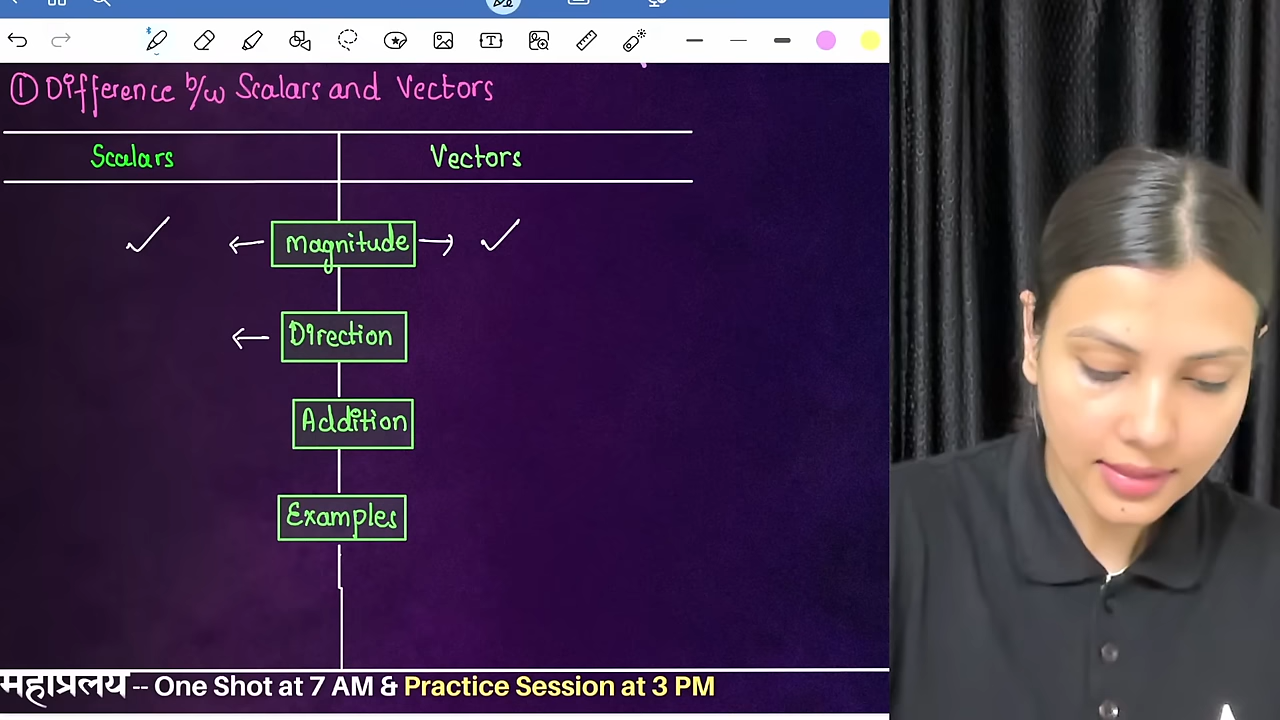 ① Difference b/w Scalars and Vectors
Scalars Vectors
Magnitude
Direction
Addition
Examples
महाप्रलय -- One Shot at 7 AM & Practice Session at 3 PM